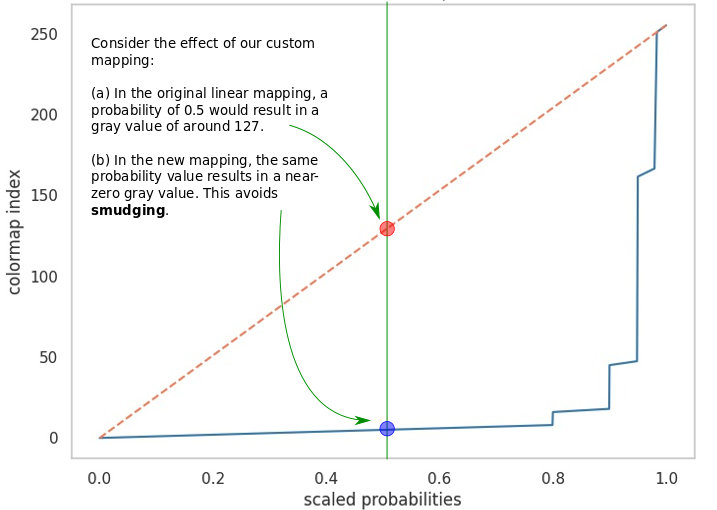 250
200
150
100
50
0
colormap index
Consider the effect of our custom
mapping:
(a) In the original linear mapping, a
probability of 0.5 would result in a
gray value of around 127.
(b) In the new mapping, the same
probability value results in a near-
zero gray value. This avoids
smudging.
0.0 0.2 0.4 0.6 0.8 1.0
scaled probabilities